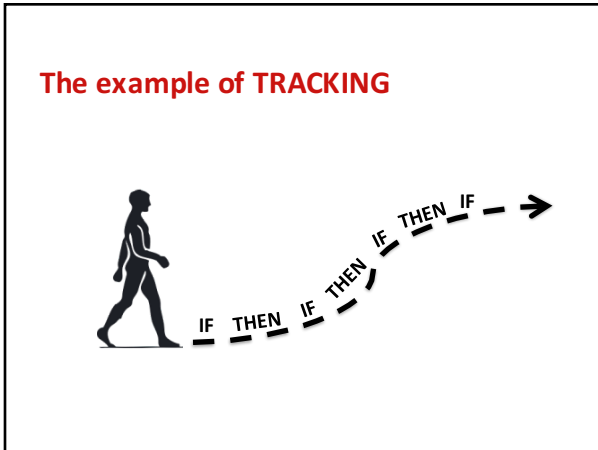 The example of TRACKING
IF THEN IF THEN IF THEN IF